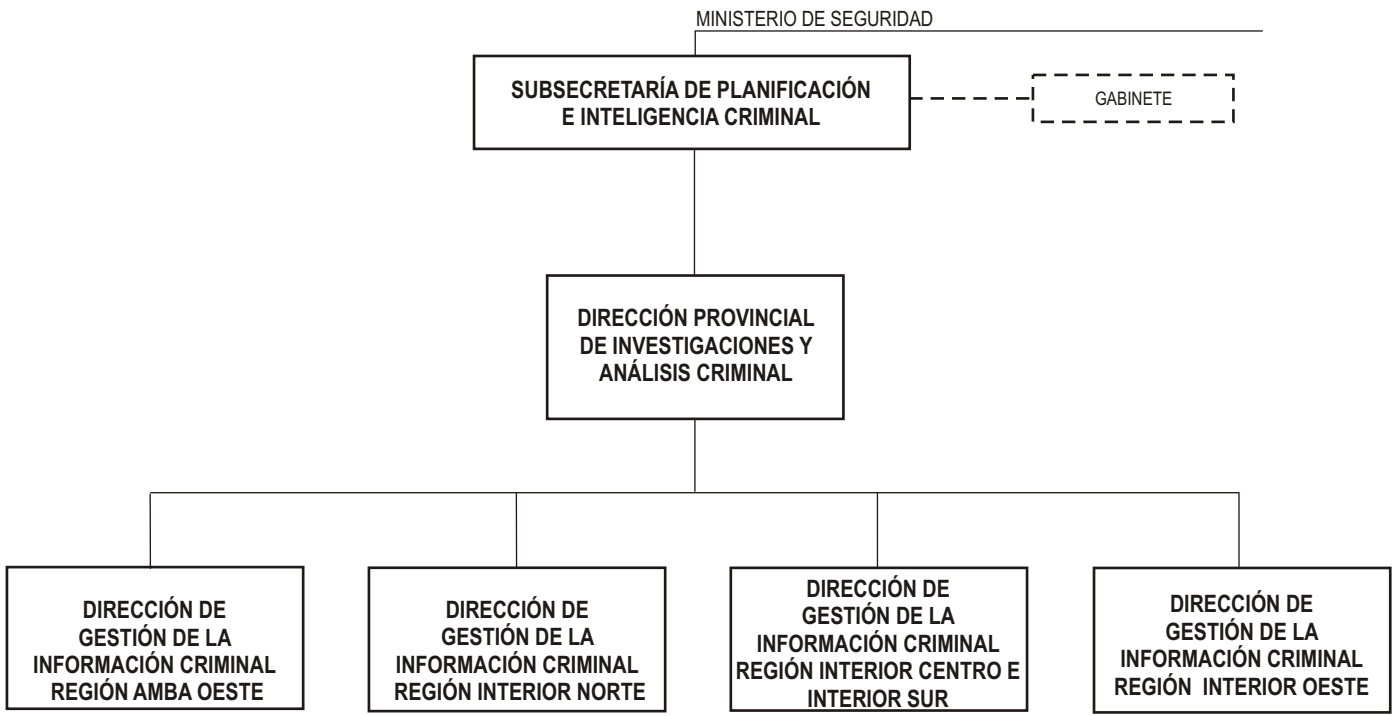 MINISTERIO DE SEGURIDAD
SUBSECRETARÍA DE PLANIFICACIÓN
E INTELIGENCIA CRIMINAL
GABINETE
DIRECCIÓN PROVINCIAL
DE INVESTIGACIONES Y
ANÁLISIS CRIMINAL
DIRECCIÓN DE
GESTIÓN DE LA
INFORMACIÓN CRIMINAL
REGIÓN AMBA OESTE
DIRECCIÓN DE
GESTIÓN DE LA
INFORMACIÓN CRIMINAL
REGIÓN INTERIOR NORTE
DIRECCIÓN DE
GESTIÓN DE LA
INFORMACIÓN CRIMINAL
REGIÓN INTERIOR CENTRO E
INTERIOR SUR
DIRECCIÓN DE
GESTIÓN DE LA
INFORMACIÓN CRIMINAL
REGIÓN INTERIOR OESTE